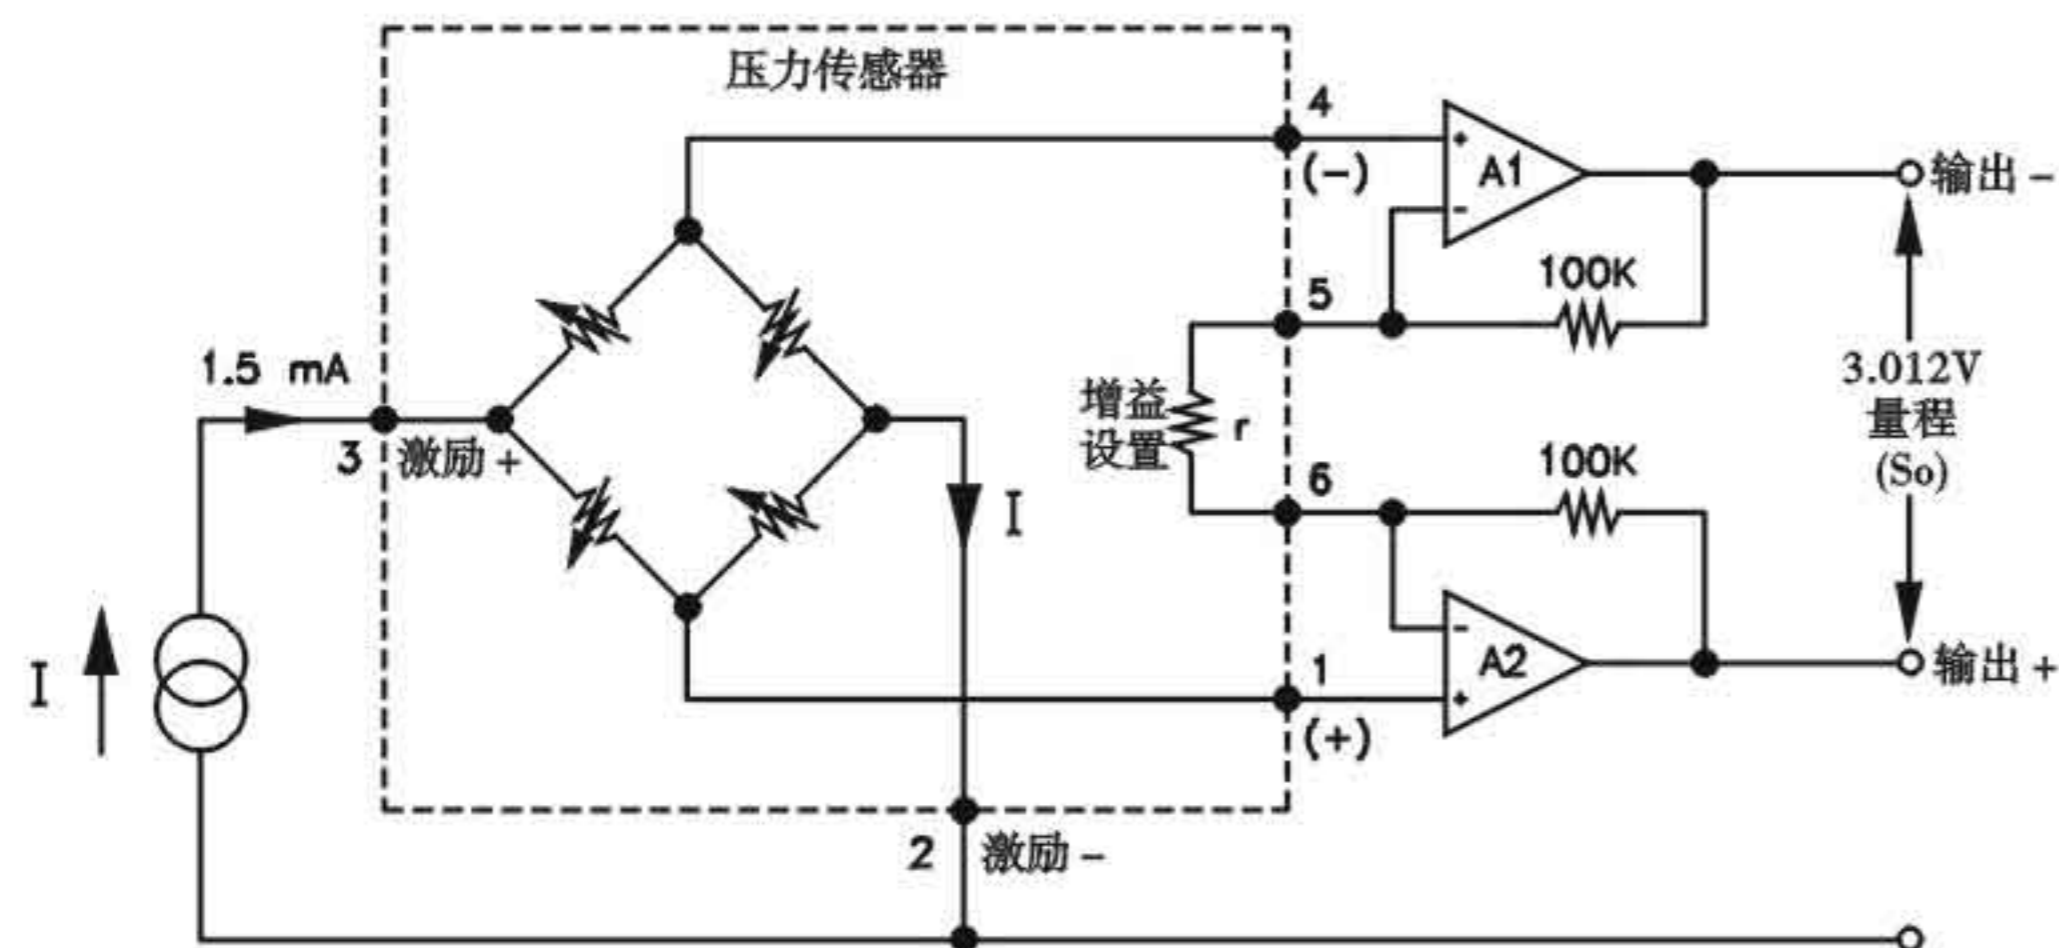 压力传感器
4
(-)
+
A1
-
输出 -
100K
5
1.5 mA
3
激励 +
增益
设置
r
3.012V
量程
(So)
I
6
100K
-
A2
+
1
(+)
输出 +
I
2
激励 -